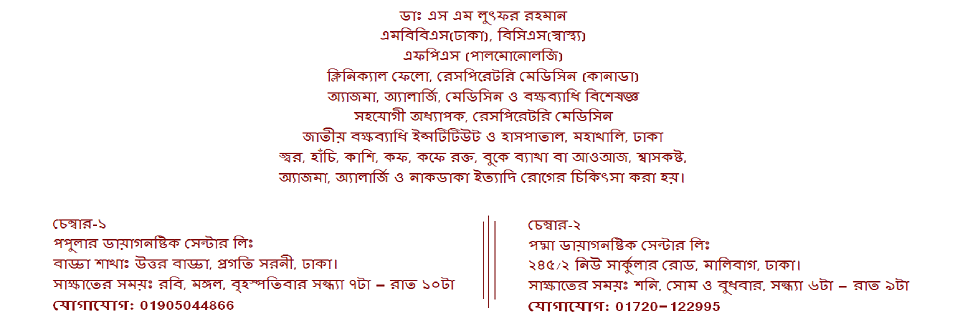 ডাঃ এস এম লুৎফর রহমান
এমবিবিএস(ঢাকা), বিসিএস(স্বাস্থ্য)
এফপিএস (পালমোনোলজি)
ক্লিনিক্যাল ফেলো, রেসপিরেটরি মেডিসিন (কানাডা)
অ্যাজমা, অ্যালার্জি, মেডিসিন ও বক্ষব্যাধি বিশেষজ্ঞ
সহযোগী অধ্যাপক, রেসপিরেটরি মেডিসিন
জাতীয় বক্ষব্যাধি ইন্সটিটিউট ও হাসপাতাল, মহাখালি, ঢাকা
জ্বর, হাঁচি, কাশি, কফ, কফে রক্ত, বুকে ব্যাথা বা আওআজ, শ্বাসকষ্ট,
অ্যাজমা, অ্যালার্জি ও নাকডাকা ইত্যাদি রোগের চিকিৎসা করা হয়।
চেম্বার-১
পপুলার ডায়াগনষ্টিক সেন্টার লিঃ
বাড্ডা শাখাঃ উত্তর বাড্ডা, প্রগতি সরনী, ঢাকা।
সাক্ষাতের সময়ঃ রবি, মঙ্গল, বৃহস্পতিবার সন্ধ্যা ৭টা – রাত ১০টা
যোগাযোগ: 01905044866
চেম্বার-২
পদ্মা ডায়াগনষ্টিক সেন্টার লিঃ
২৪৫/২ নিউ সার্কুলার রোড, মালিবাগ, ঢাকা।
সাক্ষাতের সময়ঃ শনি, সোম ও বুধবার, সন্ধ্যা ৬টা – রাত ৯টা
যোগাযোগ: 01720-122995